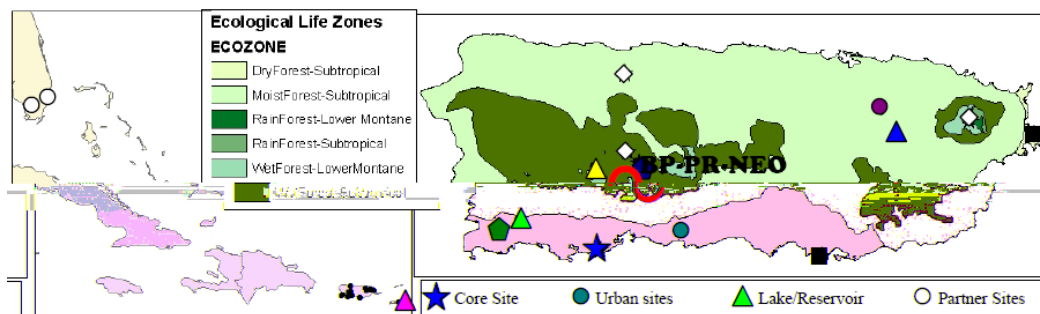 Ecological Life Zones
ECOZONE
DryForest-Subtropical
MoistForest-Subtropical
RainForest-Lower Montane
RainForest-Subtropical
WetForest-LowerMontane
BP-PR-NEO
Core Site
Urban sites
Lake/Reservoir
Partner Sites